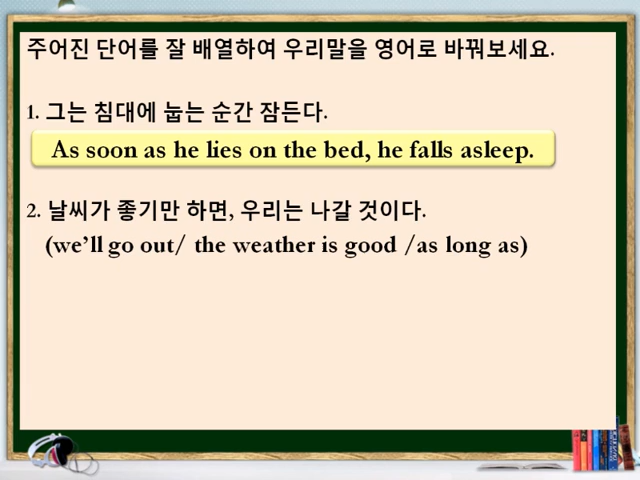 주어진 단어를 잘 배열하여 우리말을 영어로 바꿔보세요.
1. 그는 침대에 눕는 순간 잠든다.
As soon as he lies on the bed, he falls asleep.
2. 날씨가 좋기만 하면, 우리는 나갈 것이다.
(we’ll go out/ the weather is good /as long as)